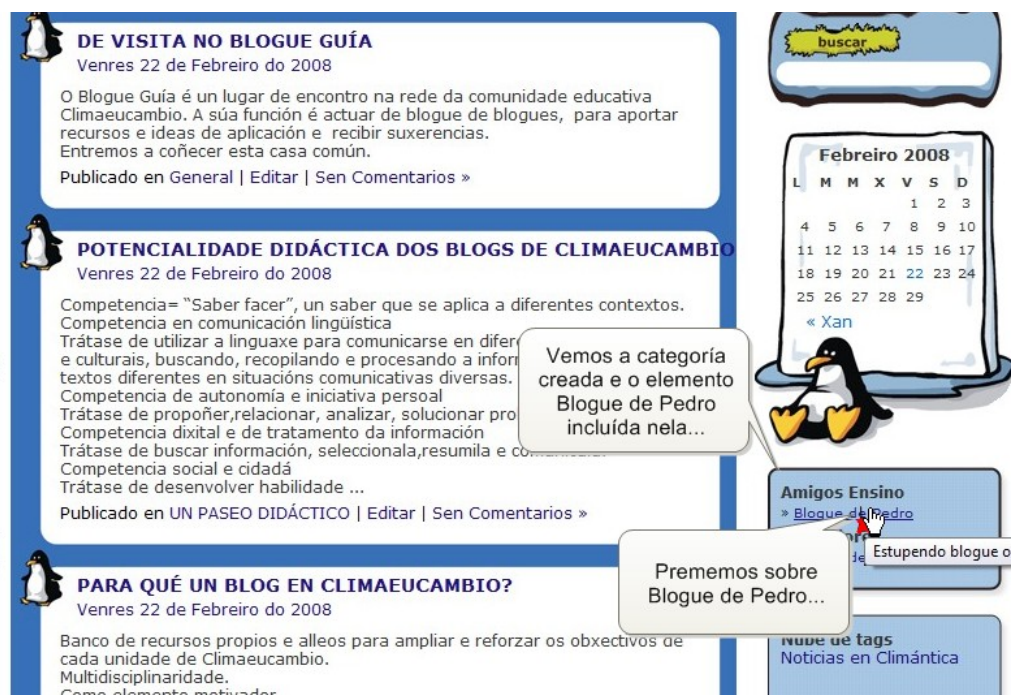 DE VISITA NO BLOGUE GUÍA
Venres 22 de Febreiro do 2008
O Blogue Guía é un lugar de encontro na rede da comunidade educativa
Climaeucambio. A súa función é actuar de blogue de blogues, para aportar
recursos e ideas de aplicación e recibir suxerencias.
Entremos a coñecer esta casa común.
Publicado en General | Editar | Sen Comentarios »
POTENCIALIDADE DIDÁCTICA DOS BLOGS DE CLIMAEUCAMBIO
Venres 22 de Febreiro do 2008
Competencia= “Saber facer”, un saber que se aplica a diferentes contextos.
Competencia en comunicación lingüística
Trátase de utilizar a linguaxe para comunicarse en
e culturais, buscando, recopilando e procesando a
textos diferentes en situacións comunicativas diversas.
Competencia de autonomía e iniciativa persoal
Trátase de propoñer,relacionar, analizar, solucionar
Competencia dixital e de tratamento da información
Trátase de buscar información, seleccionala,resumila e
Competencia social e cidadá
Trátase de desenvolver habilidade ...
Publicado en UN PASEO DIDÁCTICO | Editar | Sen Comentarios »
PARA QUÉ UN BLOG EN CLIMAEUCAMBIO?
Venres 22 de Febreiro do 2008
Banco de recursos propios e alleos para ampliar e reforzar os obxectivos de
cada unidade de Climaeucambio.
Multidisciplinaridade.
Como elemento motivador
Vemos a categoría
creada e o elemento
Blogue de Pedro
incluída nela...
Prememos sobre
Blogue de Pedro...
buscar
Febreiro 2008
L M M X V S D
1 2 3
4 5 6 7 8 9 10
11 12 13 14 15 16 17
18 19 20 21 22 23 24
25 26 27 28 29
« Xan
Amigos Ensino
» Blogue de Pedro
Estupendo blogue o
Nube de tags
Noticias en Climántica